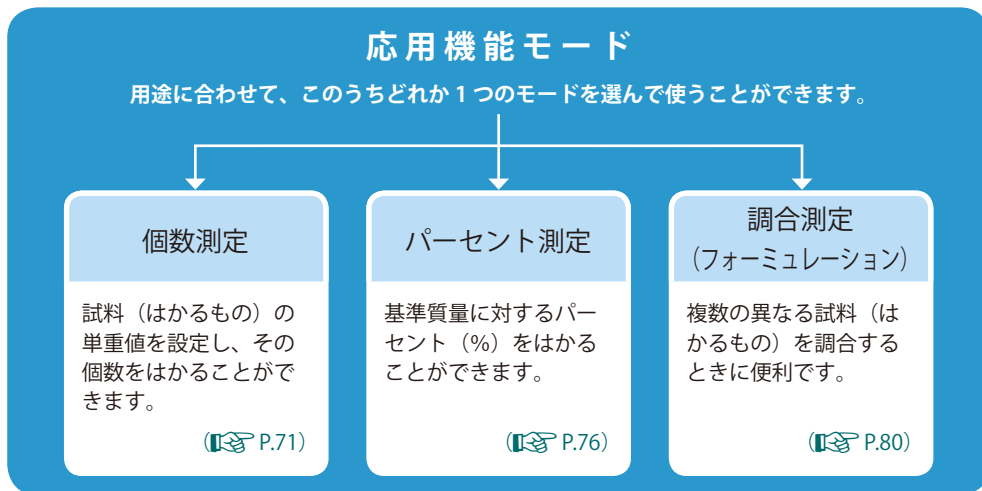 応用機能モード
用途に合わせて、このうちどれか 1 つのモードを選んで使うことができます。
個数測定
試料（はかるもの）の
単重値を設定し、その
個数をはかることがで
きます。
（☞ P.71）
パーセント測定
基準質量に対するパー
セント（%）をはかる
ことができます。
（☞ P.76）
調合測定
（フォーミュレーション）
複数の異なる試料（は
かるもの）を調合する
ときに便利です。
（☞ P.80）